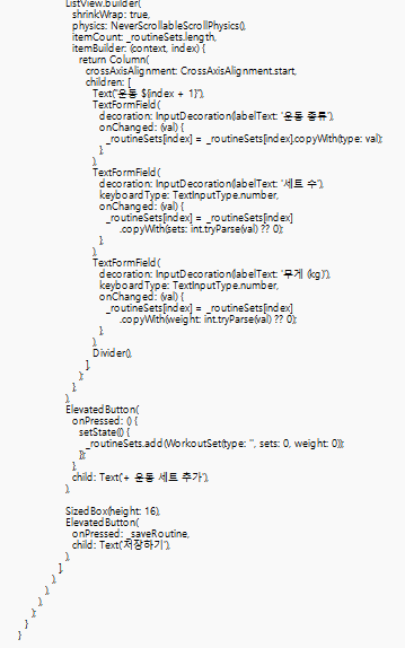 ListView.builder(
shrinkWrap: true,
physics: NeverScrollableScrollPhysics(),
itemCount: _routineSets.length,
itemBuilder: (context, index) {
return Column(
crossAxisAlignment: CrossAxisAlignment.start,
children: [
Text("운동 ${index + 1}"),
TextFormField(
decoration: InputDecoration(labelText: '운동 종류'),
onChanged: (val) {
_routineSets[index] = _routineSets[index].copyWith(type: val);
},
),
TextFormField(
decoration: InputDecoration(labelText: '세트 수'),
keyboardType: TextInputType.number,
onChanged: (val) {
_routineSets[index] = _routineSets[index]
.copyWith(sets: int.tryParse(val) ?? 0);
},
),
TextFormField(
decoration: InputDecoration(labelText: '무게 (kg)'),
keyboardType: TextInputType.number,
onChanged: (val) {
_routineSets[index] = _routineSets[index]
.copyWith(weight: int.tryParse(val) ?? 0);
},
),
Divider(),
],
);
},
),
ElevatedButton(
onPressed: () {
setState(() {
_routineSets.add(WorkoutSet(type: '', sets: 0, weight: 0));
});
},
child: Text('+ 운동 세트 추가'),
),
SizedBox(height: 16),
ElevatedButton(
onPressed: _saveRoutine,
child: Text('저장하기'),
),
],
),
),
),
);
}
}